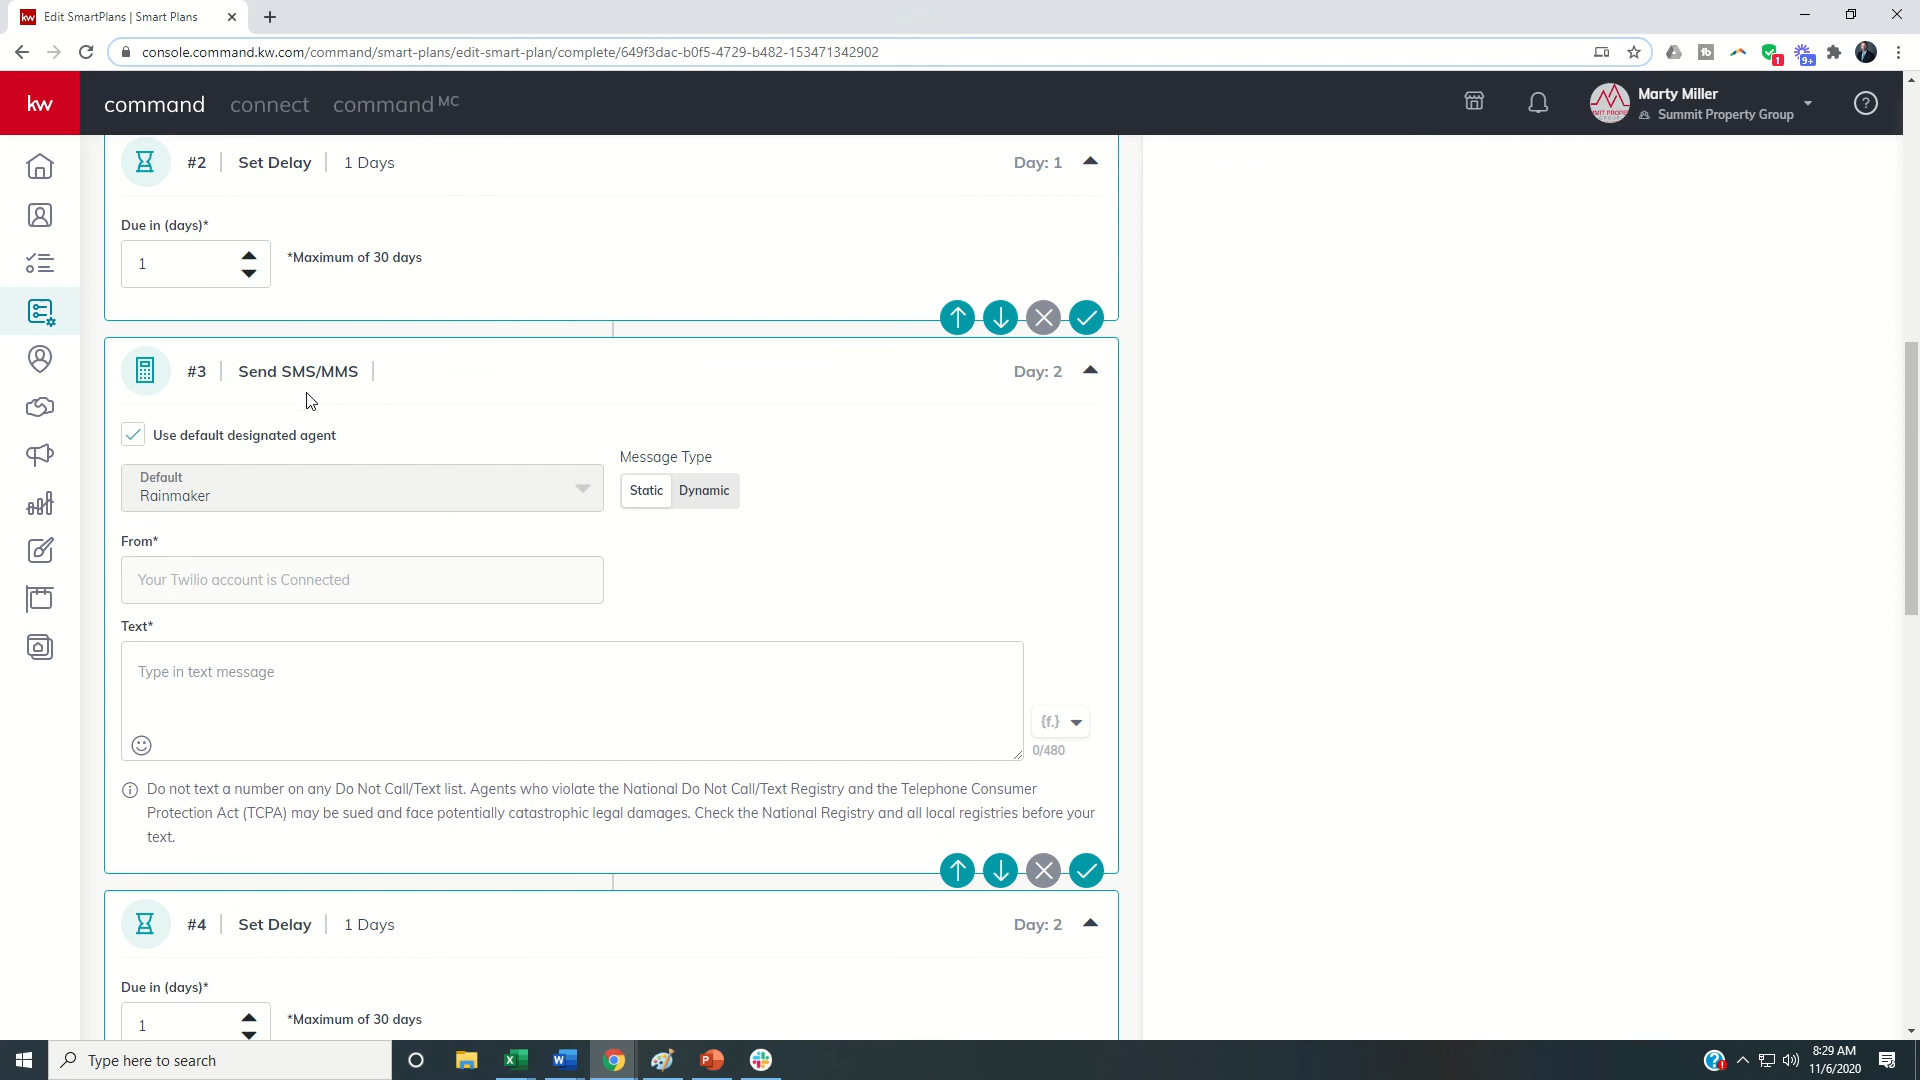 kw Edit SmartPlans | Smart Plans
console.command.kw.com/command/smart-plans/edit-smart-plan/complete/649f3dac-b0f5-4729-b482-153471342902
1
9+
kw command connect command MC
Marty Miller
Summit Property Group
?
#2 Set Delay 1 Days Day: 1
Due in (days)*
1
*Maximum of 30 days
#3 Send SMS/MMS Day: 2
Use default designated agent
Message Type
Default
Rainmaker
Static Dynamic
From*
Your Twilio account is Connected
Text*
Type in text message
{f.}
0/480
Do not text a number on any Do Not Call/Text list. Agents who violate the National Do Not Call/Text Registry and the Telephone Consumer
Protection Act (TCPA) may be sued and face potentially catastrophic legal damages. Check the National Registry and all local registries before your
text.
#4 Set Delay 1 Days Day: 2
Due in (days)*
1
*Maximum of 30 days
Type here to search
8:29 AM
11/6/2020